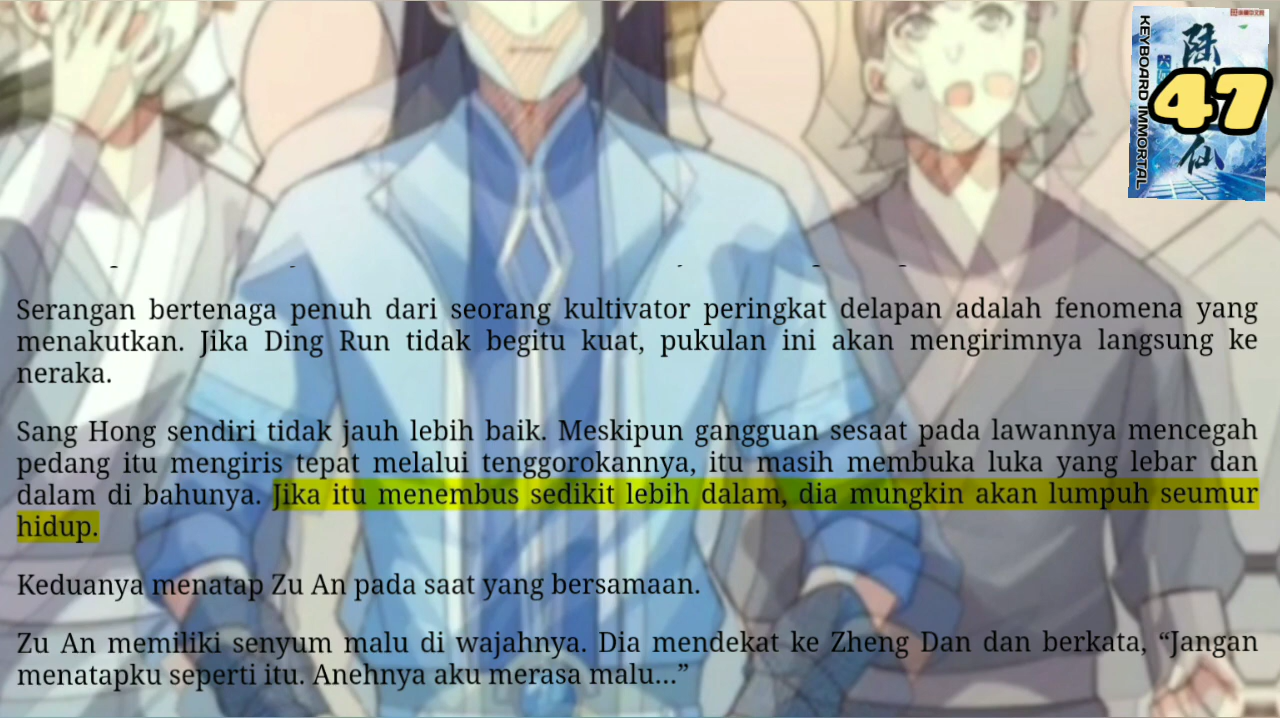 KEYBOARD IMMORTAL
47
仙
Serangan bertenaga penuh dari seorang kultivator peringkat delapan adalah fenomena yang
menakutkan. Jika Ding Run tidak begitu kuat, pukulan ini akan mengirimnya langsung ke
neraka.
Sang Hong sendiri tidak jauh lebih baik. Meskipun gangguan sesaat pada lawannya mencegah
pedang itu mengiris tepat melalui tenggorokannya, itu masih membuka luka yang lebar dan
dalam di bahunya. Jika itu menembus sedikit lebih dalam, dia mungkin akan lumpuh seumur
hidup.
Keduanya menatap Zu An pada saat yang bersamaan.
Zu An memiliki senyum malu di wajahnya. Dia mendekat ke Zheng Dan dan berkata, “Jangan
menatapku seperti itu. Anehnya aku merasa malu...”